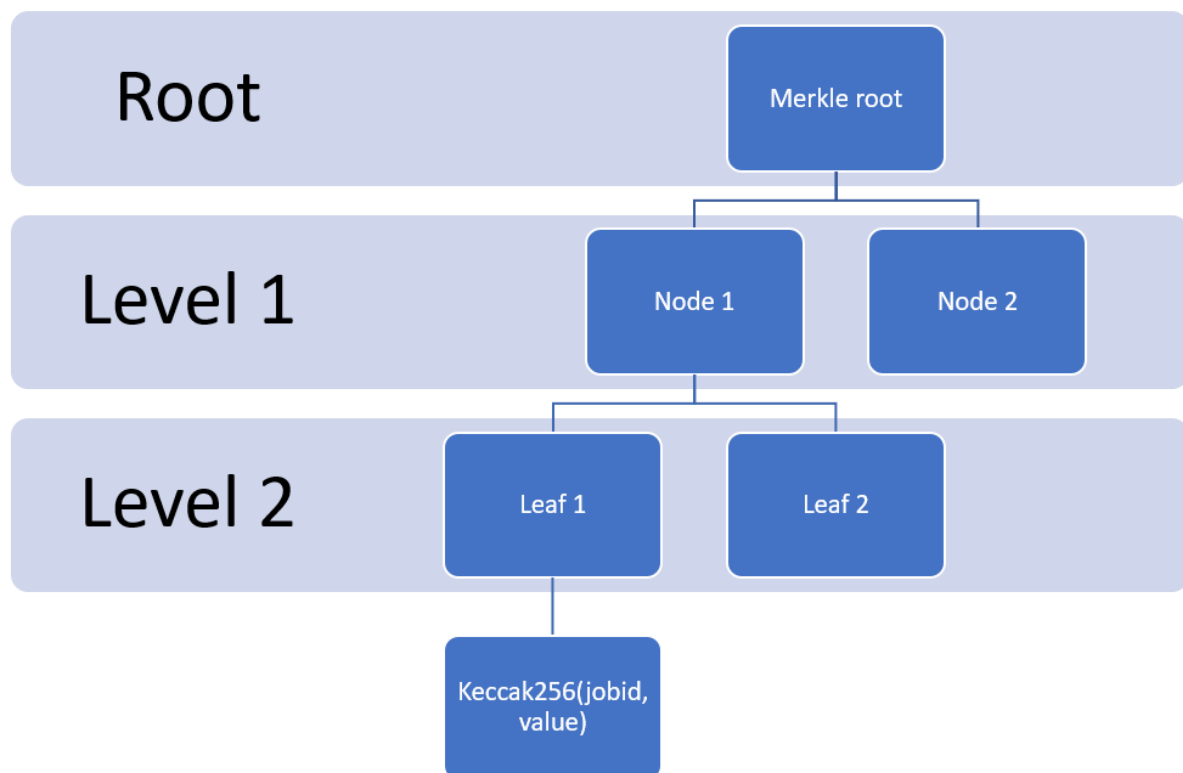 Root
Merkle root
Level 1
Node 1
Node 2
Level 2
Leaf 1
Leaf 2
Keccak256(jobid,
value)